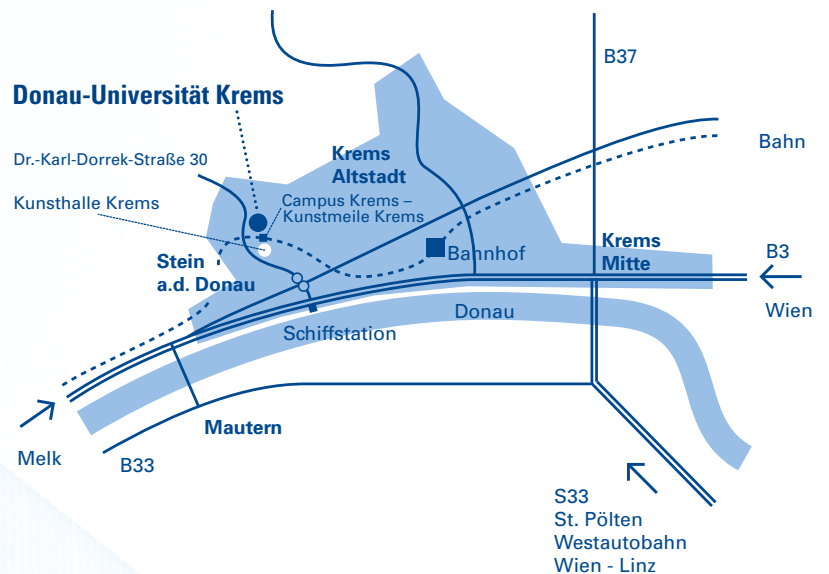 B37
Donau-Universität Krems
Bahn
Dr.-Karl-Dorrek-Straße 30
Krems
Altstadt
Kunsthalle Krems
Campus Krems –
Kunstmeile Krems
Stein
a.d. Donau
Bahnhof
Krems
Mitte
B3
Wien
Donau
Schiffstation
Mautern
Melk
B33
S33
St. Pölten
Westautobahn
Wien - Linz